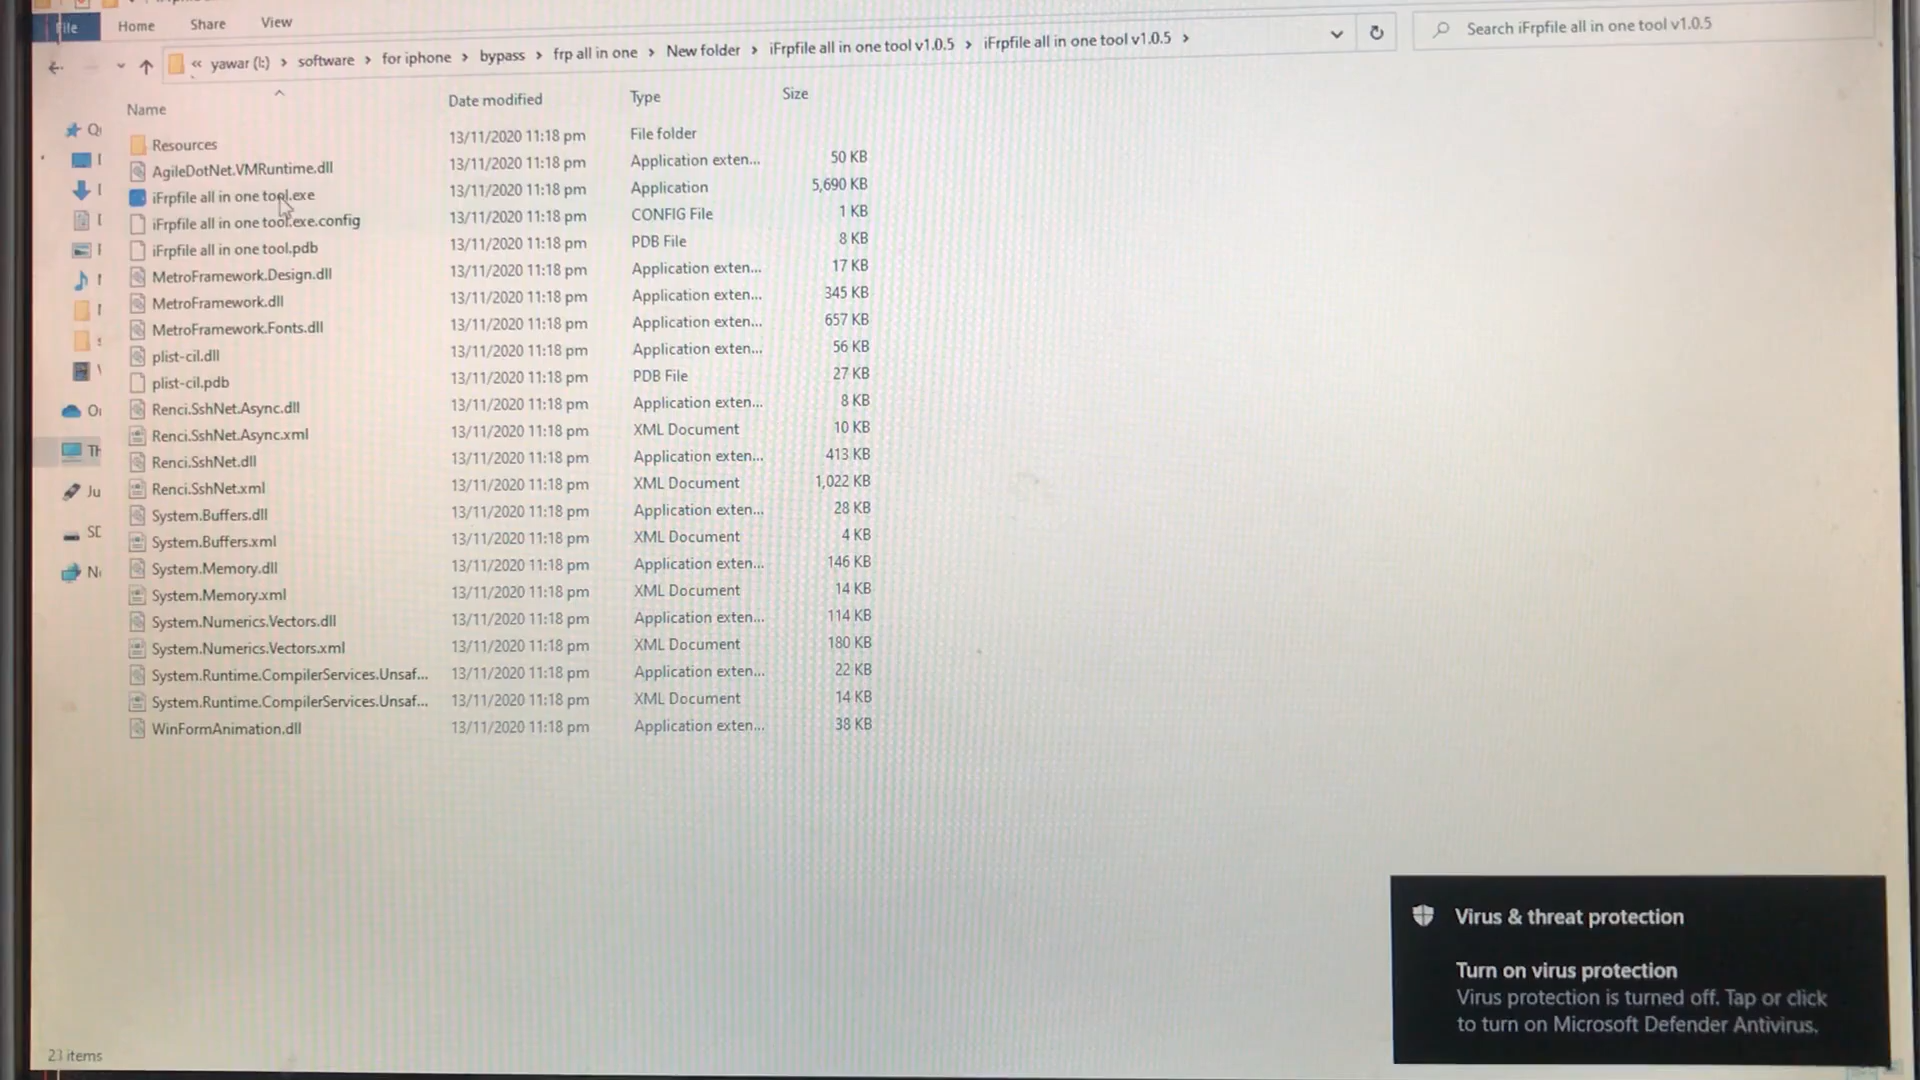 File Home Share View
« yawar (I:) > software > for iphone > bypass > frp all in one > New folder > iFrpfile all in one tool v1.0.5 > iFrpfile all in one tool v1.0.5 >
Search iFrpfile all in one tool v1.0.5
Name Date modified Type Size
Resources 13/11/2020 11:18 pm File folder
AgileDotNet.VMRuntime.dll 13/11/2020 11:18 pm Application exten... 50 KB
iFrpfile all in one tool.exe 13/11/2020 11:18 pm Application 5,690 KB
iFrpfile all in one tool.exe.config 13/11/2020 11:18 pm CONFIG File 1 KB
iFrpfile all in one tool.pdb 13/11/2020 11:18 pm PDB File 8 KB
MetroFramework.Design.dll 13/11/2020 11:18 pm Application exten... 17 KB
MetroFramework.dll 13/11/2020 11:18 pm Application exten... 345 KB
MetroFramework.Fonts.dll 13/11/2020 11:18 pm Application exten... 657 KB
plist-cil.dll 13/11/2020 11:18 pm Application exten... 56 KB
plist-cil.pdb 13/11/2020 11:18 pm PDB File 27 KB
Renci.SshNet.Async.dll 13/11/2020 11:18 pm Application exten... 8 KB
Renci.SshNet.Async.xml 13/11/2020 11:18 pm XML Document 10 KB
Renci.SshNet.dll 13/11/2020 11:18 pm Application exten... 413 KB
Renci.SshNet.xml 13/11/2020 11:18 pm XML Document 1,022 KB
System.Buffers.dll 13/11/2020 11:18 pm Application exten... 28 KB
System.Buffers.xml 13/11/2020 11:18 pm XML Document 4 KB
System.Memory.dll 13/11/2020 11:18 pm Application exten... 146 KB
System.Memory.xml 13/11/2020 11:18 pm XML Document 14 KB
System.Numerics.Vectors.dll 13/11/2020 11:18 pm Application exten... 114 KB
System.Numerics.Vectors.xml 13/11/2020 11:18 pm XML Document 180 KB
System.Runtime.CompilerServices.Unsaf... 13/11/2020 11:18 pm Application exten... 22 KB
System.Runtime.CompilerServices.Unsaf... 13/11/2020 11:18 pm XML Document 14 KB
WinFormAnimation.dll 13/11/2020 11:18 pm Application exten... 38 KB
Virus & threat protection
Turn on virus protection
Virus protection is turned off. Tap or click
to turn on Microsoft Defender Antivirus.
23 items